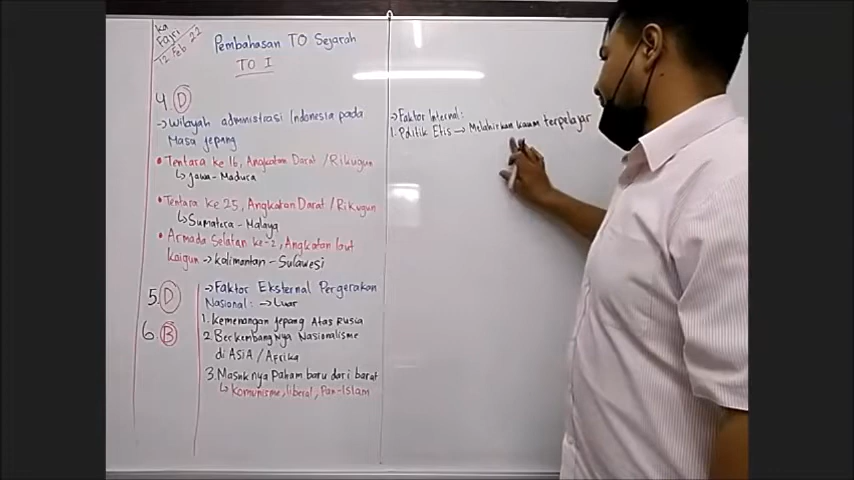 Ka
Fajri
12 Feb 22
Pembahasan TO Sejarah
TO I
4 D
→ Wilayah administrasi Indonesia pada
Masa jepang
• Tentara ke 16, Angkatan Darat / Rikugun
↳ Jawa - Madura
• Tentara ke 25, Angkatan Darat / Rikugun
↳ Sumatera - Malaya
• Armada Selatan ke-2, Angkatan laut
kaigun → kalimantan - Sulawesi
5. D
→ Faktor Eksternal Pergerakan
Nasional: → Luar
6 B
1. Kemenangan jepang Atas Rusia
2. Berkembangnya Nasionalisme
di ASIA / Afrika
3. Masuknya Paham baru dari barat
↳ Komunisme, liberal, Pan-Islam
→ Faktor Internal:
1. Politik Etis → Melahirkan kaum terpelajar